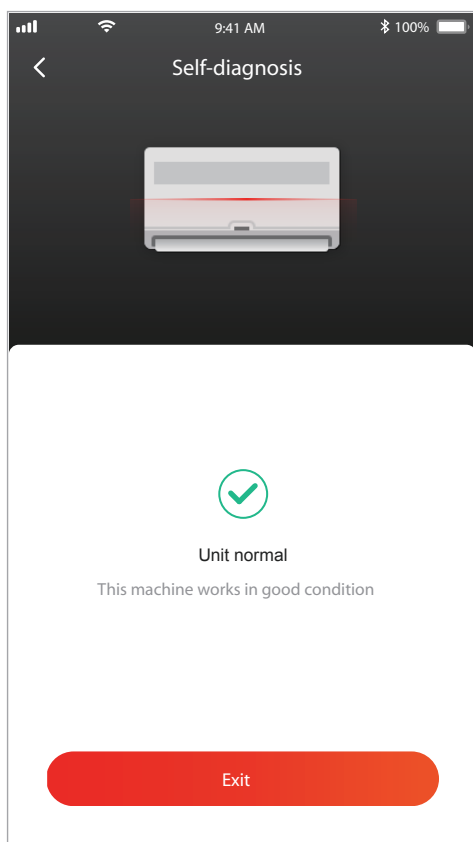 9:41 AM 100%
Self-diagnosis
Unit normal
This machine works in good condition
Exit